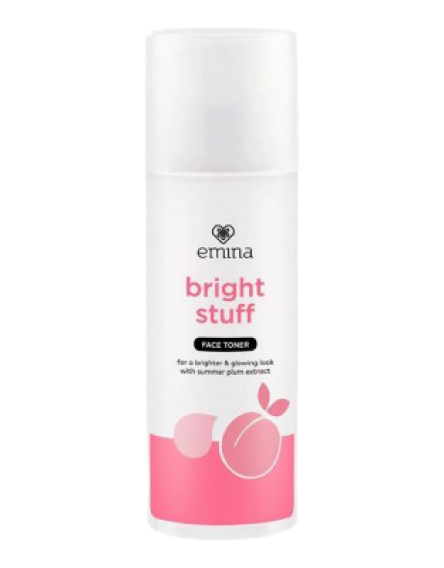 emina
bright
stuff
FACE TONER
for a brighter & glowing look
with summer plum extract